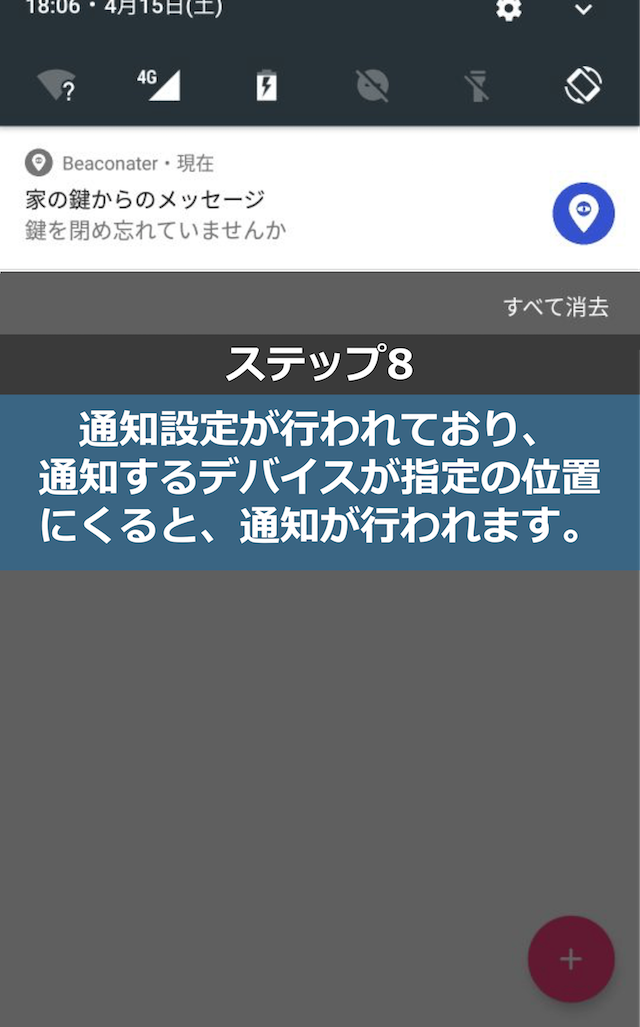 18:06・4月15日(土)
4G
?
Beaconater・現在
家の鍵からのメッセージ
鍵を閉め忘れていませんか
すべて消去
ステップ8
通知設定が行われており、
通知するデバイスが指定の位置
にくると、通知が行われます。